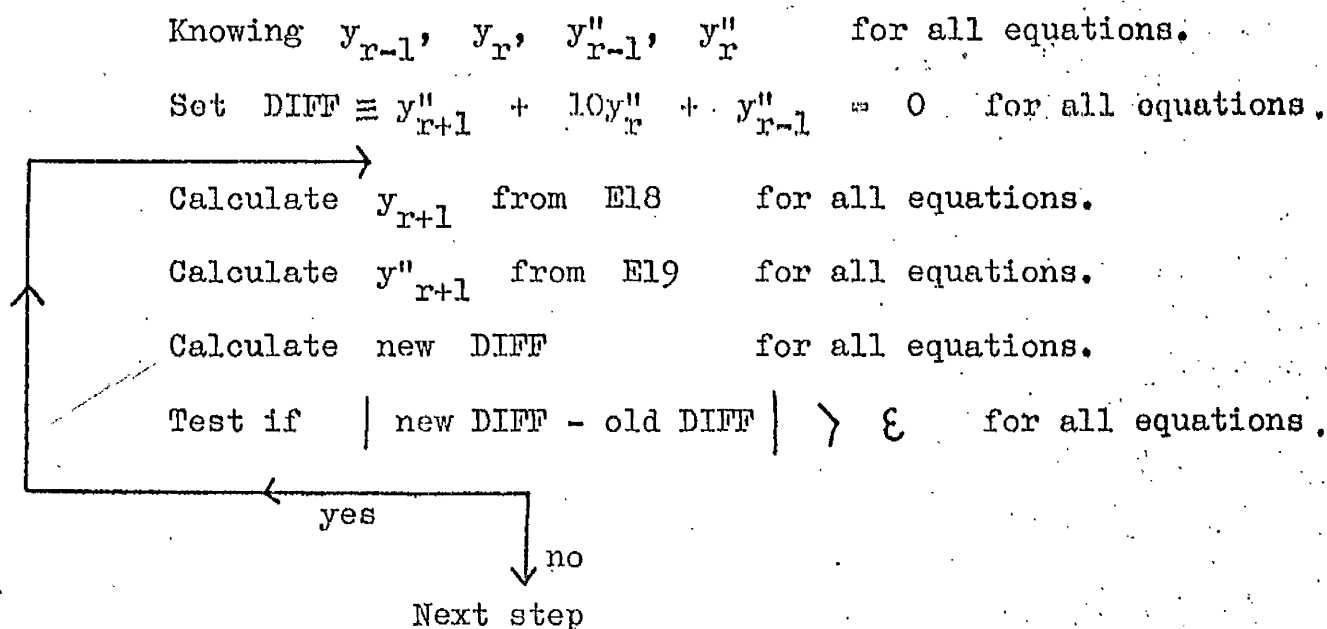 Knowing y_{r-1}, y_r, y"_{r-1}, y"_r for all equations.
Set DIFF ≡ y"_{r+1} + 10y"_r + y"_{r-1} = 0 for all equations.
Calculate y_{r+1} from E18 for all equations.
Calculate y"_{r+1} from E19 for all equations.
Calculate new DIFF for all equations.
Test if | new DIFF - old DIFF | > ε for all equations.
yes
no
Next step